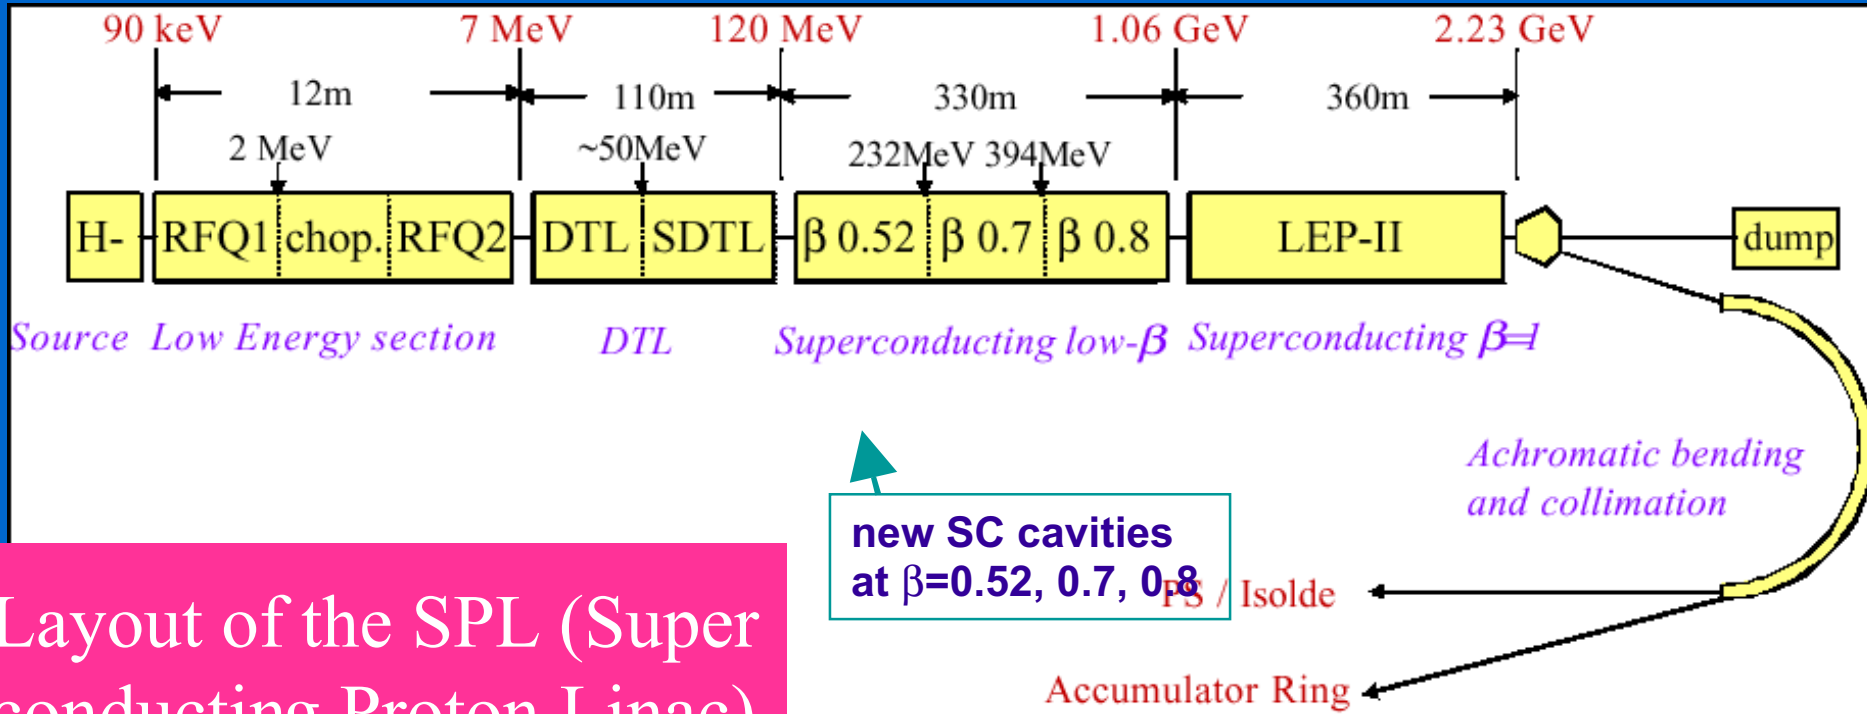 90 keV 7 MeV 120 MeV 1.06 GeV 2.23 GeV
12m 110m 330m 360m
2 MeV ~50MeV 232MeV 394MeV
H- RFQ1 chop. RFQ2 DTL SDTL β 0.52 β 0.7 β 0.8 LEP-II dump
Source Low Energy section DTL Superconducting low-β Superconducting β=1
Achromatic bending
and collimation
new SC cavities
at β=0.52, 0.7, 0.8
PS / Isolde
Accumulator Ring
Layout of the SPL (Super
conducting Proton Linac)